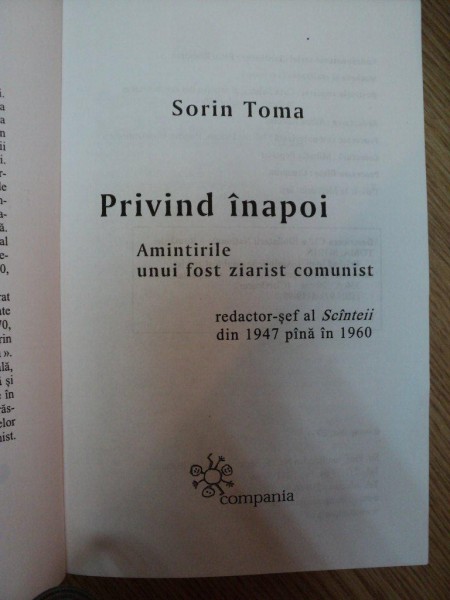 Sorin Toma
Privind înapoi
Amintirile
unui fost ziarist comunist
redactor-şef al Scînteii
din 1947 pînă în 1960
compania